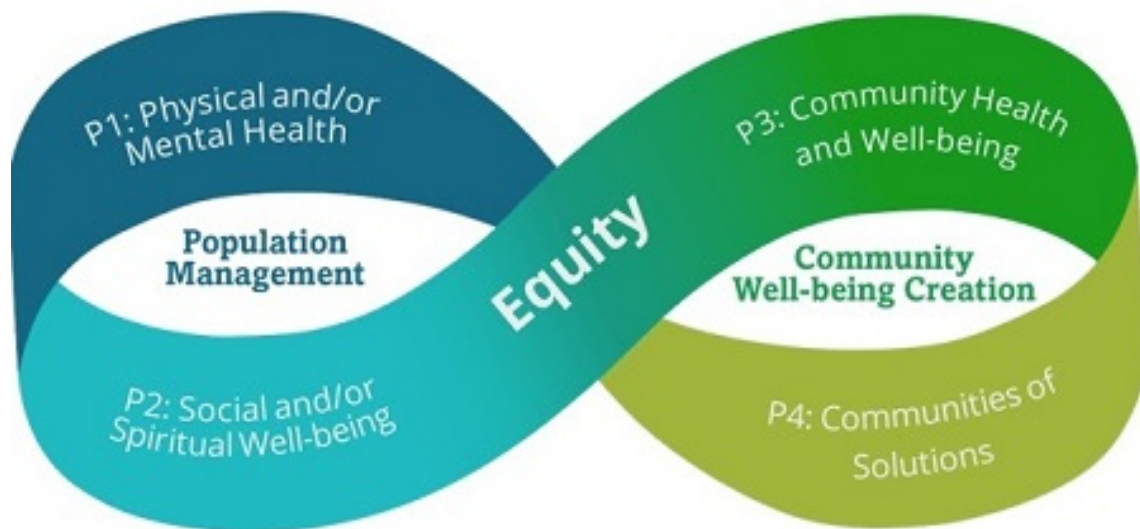 P1: Physical and/or
Mental Health
Population
Management
P2: Social and/or
Spiritual Well-being
Equity
P3: Community Health
and Well-being
Community
Well-being Creation
P4: Communities of
Solutions